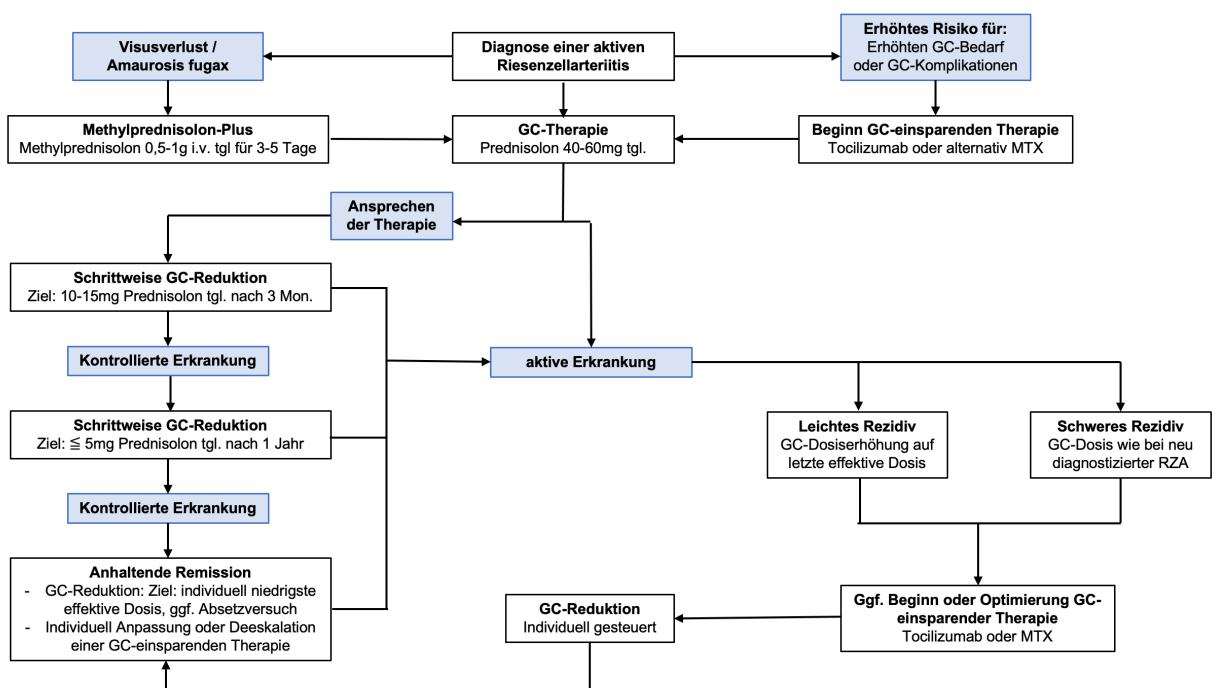 Visusverlust /
Amaurosis fugax
Diagnose einer aktiven
Riesenzellarteriitis
Erhöhtes Risiko für:
Erhöhten GC-Bedarf
oder GC-Komplikationen
Methylprednisolon-Plus
Methylprednisolon 0,5-1g i.v. tgl für 3-5 Tage
GC-Therapie
Prednisolon 40-60mg tgl.
Beginn GC-einsparenden Therapie
Tocilizumab oder alternativ MTX
Ansprechen
der Therapie
Schrittweise GC-Reduktion
Ziel: 10-15mg Prednisolon tgl. nach 3 Mon.
Kontrollierte Erkrankung
aktive Erkrankung
Schrittweise GC-Reduktion
Ziel: ≦ 5mg Prednisolon tgl. nach 1 Jahr
Leichtes Rezidiv
GC-Dosiserhöhung auf
letzte effektive Dosis
Schweres Rezidiv
GC-Dosis wie bei neu
diagnostizierter RZA
Kontrollierte Erkrankung
Anhaltende Remission
- GC-Reduktion: Ziel: individuell niedrigste
effektive Dosis, ggf. Absetzversuch
- Individuell Anpassung oder Deeskalation
einer GC-einsparenden Therapie
GC-Reduktion
Individuell gesteuert
Ggf. Beginn oder Optimierung GC-
einsparender Therapie
Tocilizumab oder MTX